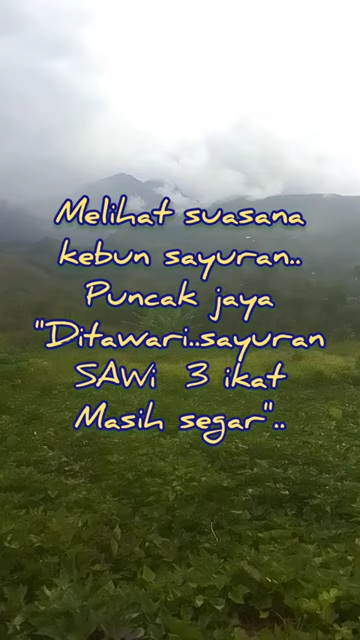 Melihat suasana
kebun sayuran..
Puncak jaya
"Ditawari..sayuran
SAWi 3 ikat
Masih segar"..